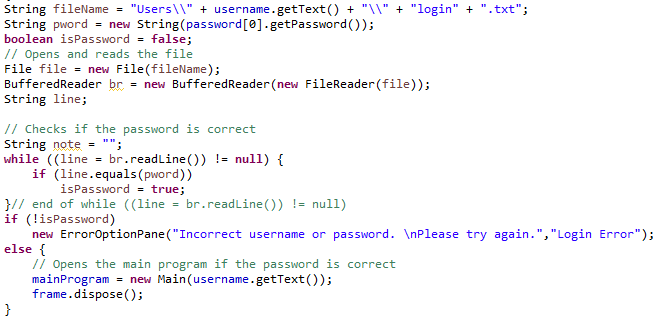 String fileName = "Users\\" + username.getText() + "\\" + "login" + ".txt";
String pword = new String(password[0].getPassword());
boolean isPassword = false;
// Opens and reads the file
File file = new File(fileName);
BufferedReader br = new BufferedReader(new FileReader(file));
String line;

// Checks if the password is correct
String note = "";
while ((line = br.readLine()) != null) {
    if (line.equals(pword))
        isPassword = true;
}// end of while ((line = br.readLine()) != null)
if (!isPassword)
    new ErrorOptionPane("Incorrect username or password. \nPlease try again.","Login Error");
else {
    // Opens the main program if the password is correct
    mainProgram = new Main(username.getText());
    frame.dispose();
}